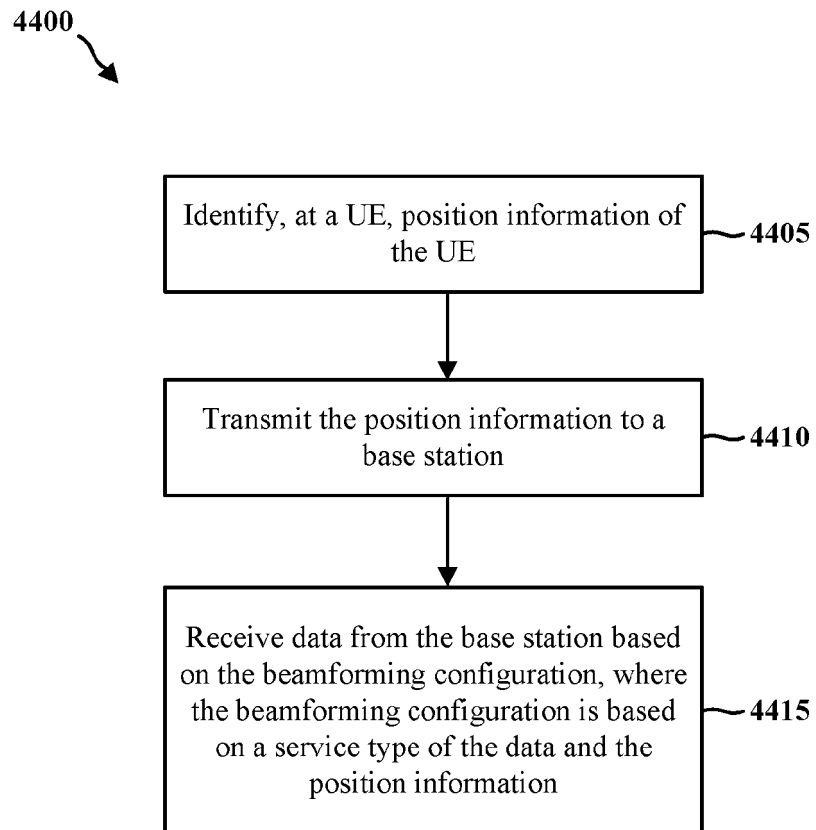 4400
Identify, at a UE, position information of
the UE
4405
Transmit the position information to a
base station
4410
Receive data from the base station based
on the beamforming configuration, where
the beamforming configuration is based
on a service type of the data and the
position information
4415